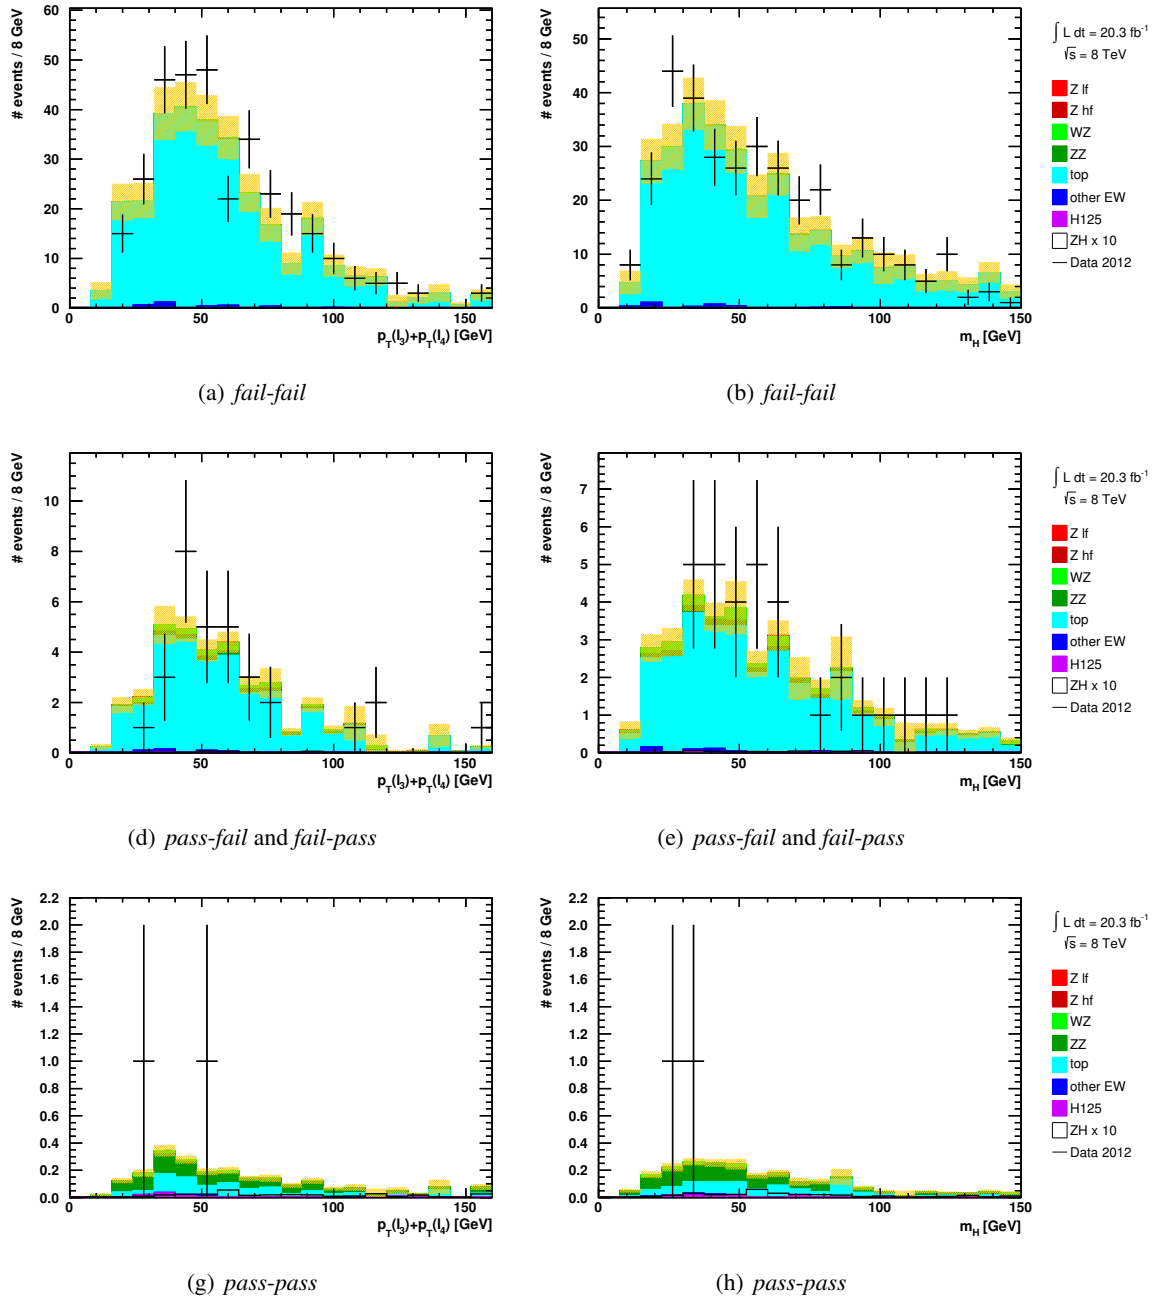 # events / 8 GeV
60
50
40
30
20
10
0
0 50 100 150
p_T(l_3)+p_T(l_4) [GeV]
(a) fail-fail
# events / 8 GeV
50
40
30
20
10
0
0 50 100 150
m_H [GeV]
(b) fail-fail
∫ L dt = 20.3 fb⁻¹
√s = 8 TeV
Z lf
Z hf
WZ
ZZ
top
other EW
H125
ZH x 10
Data 2012
# events / 8 GeV
10
8
6
4
2
0
0 50 100 150
p_T(l_3)+p_T(l_4) [GeV]
(d) pass-fail and fail-pass
# events / 8 GeV
7
6
5
4
3
2
1
0
0 50 100 150
m_H [GeV]
(e) pass-fail and fail-pass
∫ L dt = 20.3 fb⁻¹
√s = 8 TeV
Z lf
Z hf
WZ
ZZ
top
other EW
H125
ZH x 10
Data 2012
# events / 8 GeV
2.2
2.0
1.8
1.6
1.4
1.2
1.0
0.8
0.6
0.4
0.2
0.0
0 50 100 150
p_T(l_3)+p_T(l_4) [GeV]
(g) pass-pass
# events / 8 GeV
2.2
2.0
1.8
1.6
1.4
1.2
1.0
0.8
0.6
0.4
0.2
0.0
0 50 100 150
m_H [GeV]
(h) pass-pass
∫ L dt = 20.3 fb⁻¹
√s = 8 TeV
Z lf
Z hf
WZ
ZZ
top
other EW
H125
ZH x 10
Data 2012